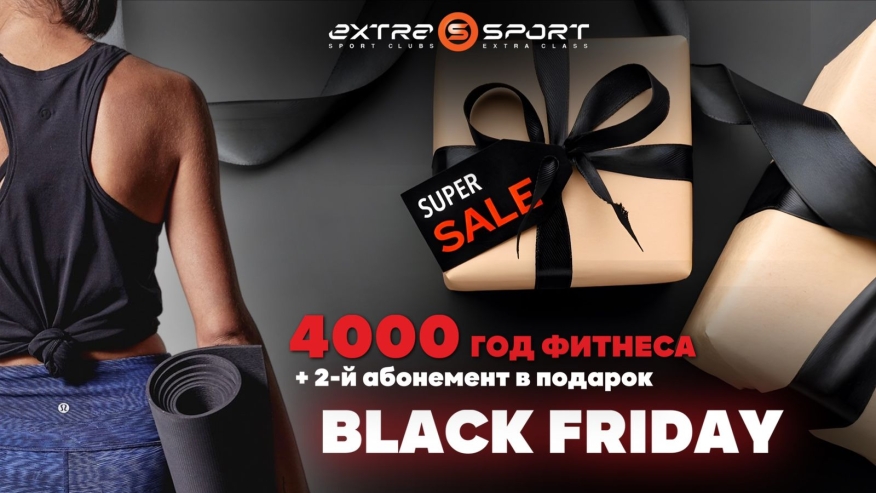 extra S SPORT
SPORT CLUBS EXTRA CLASS
SUPER
SALE
4000 ГОД ФИТНЕСА
+ 2-й абонемент в подарок
BLACK FRIDAY